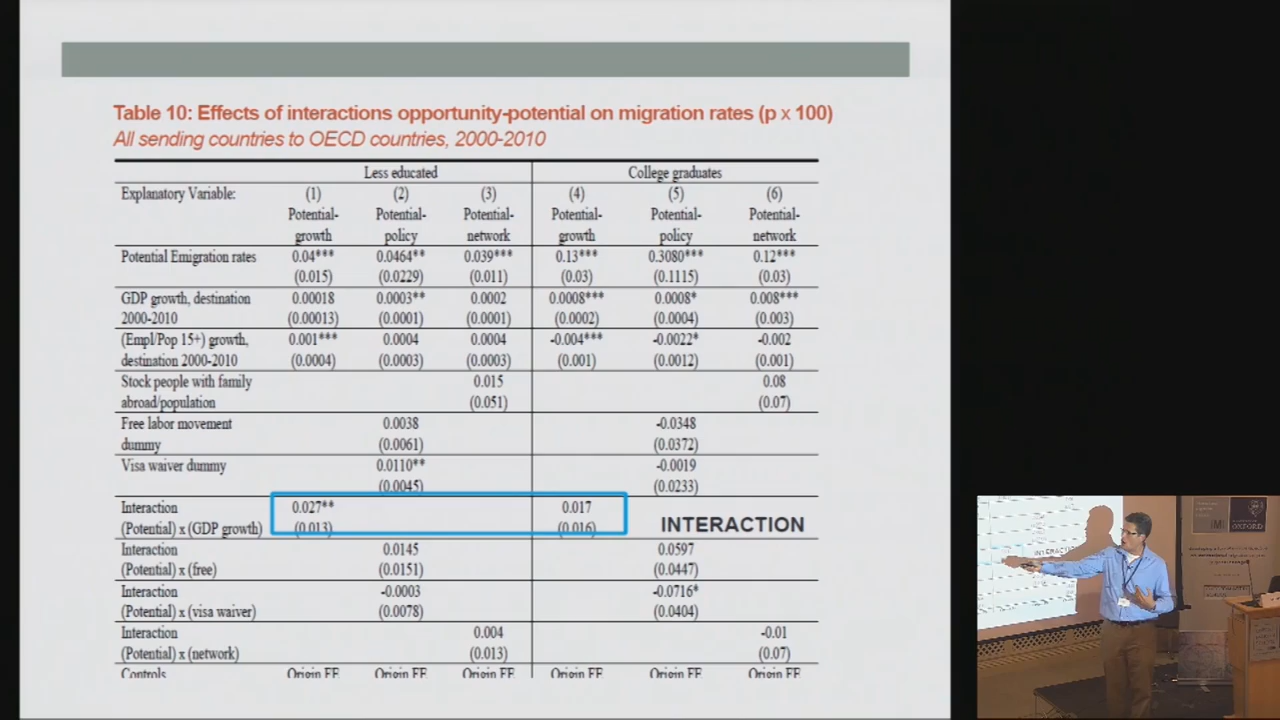 Table 10: Effects of interactions opportunity-potential on migration rates (p x 100)
All sending countries to OECD countries, 2000-2010
Less educated College graduates
Explanatory Variable: (1) (2) (3) (4) (5) (6)
Potential- Potential- Potential- Potential- Potential- Potential-
growth policy network growth policy network
Potential Emigration rates 0.04*** 0.0464** 0.039*** 0.13*** 0.3080*** 0.12***
(0.015) (0.0229) (0.011) (0.03) (0.1115) (0.03)
GDP growth, destination 0.00018 0.0003** 0.0002 0.0008*** 0.0008* 0.008***
2000-2010 (0.00013) (0.0001) (0.0001) (0.0002) (0.0004) (0.003)
(Empl/Pop 15+) growth, 0.001*** 0.0004 0.0004 -0.004*** -0.0022* -0.002
destination 2000-2010 (0.0004) (0.0003) (0.0003) (0.001) (0.0012) (0.001)
Stock people with family 0.015 0.08
abroad/population (0.051) (0.07)
Free labor movement 0.0038 -0.0348
dummy (0.0061) (0.0372)
Visa waiver dummy 0.0110** -0.0019
(0.0045) (0.0233)
Interaction 0.027** 0.017
(Potential) x (GDP growth) (0.013) (0.016) INTERACTION
Interaction 0.0145 0.0597
(Potential) x (free) (0.0151) (0.0447)
Interaction -0.0003 -0.0716*
(Potential) x (visa waiver) (0.0078) (0.0404)
Interaction 0.004 -0.01
(Potential) x (network) (0.013) (0.07)
Controls Origin FE Origin FE Origin FE Origin FE Origin FE Origin FE
IMI
OXFORD